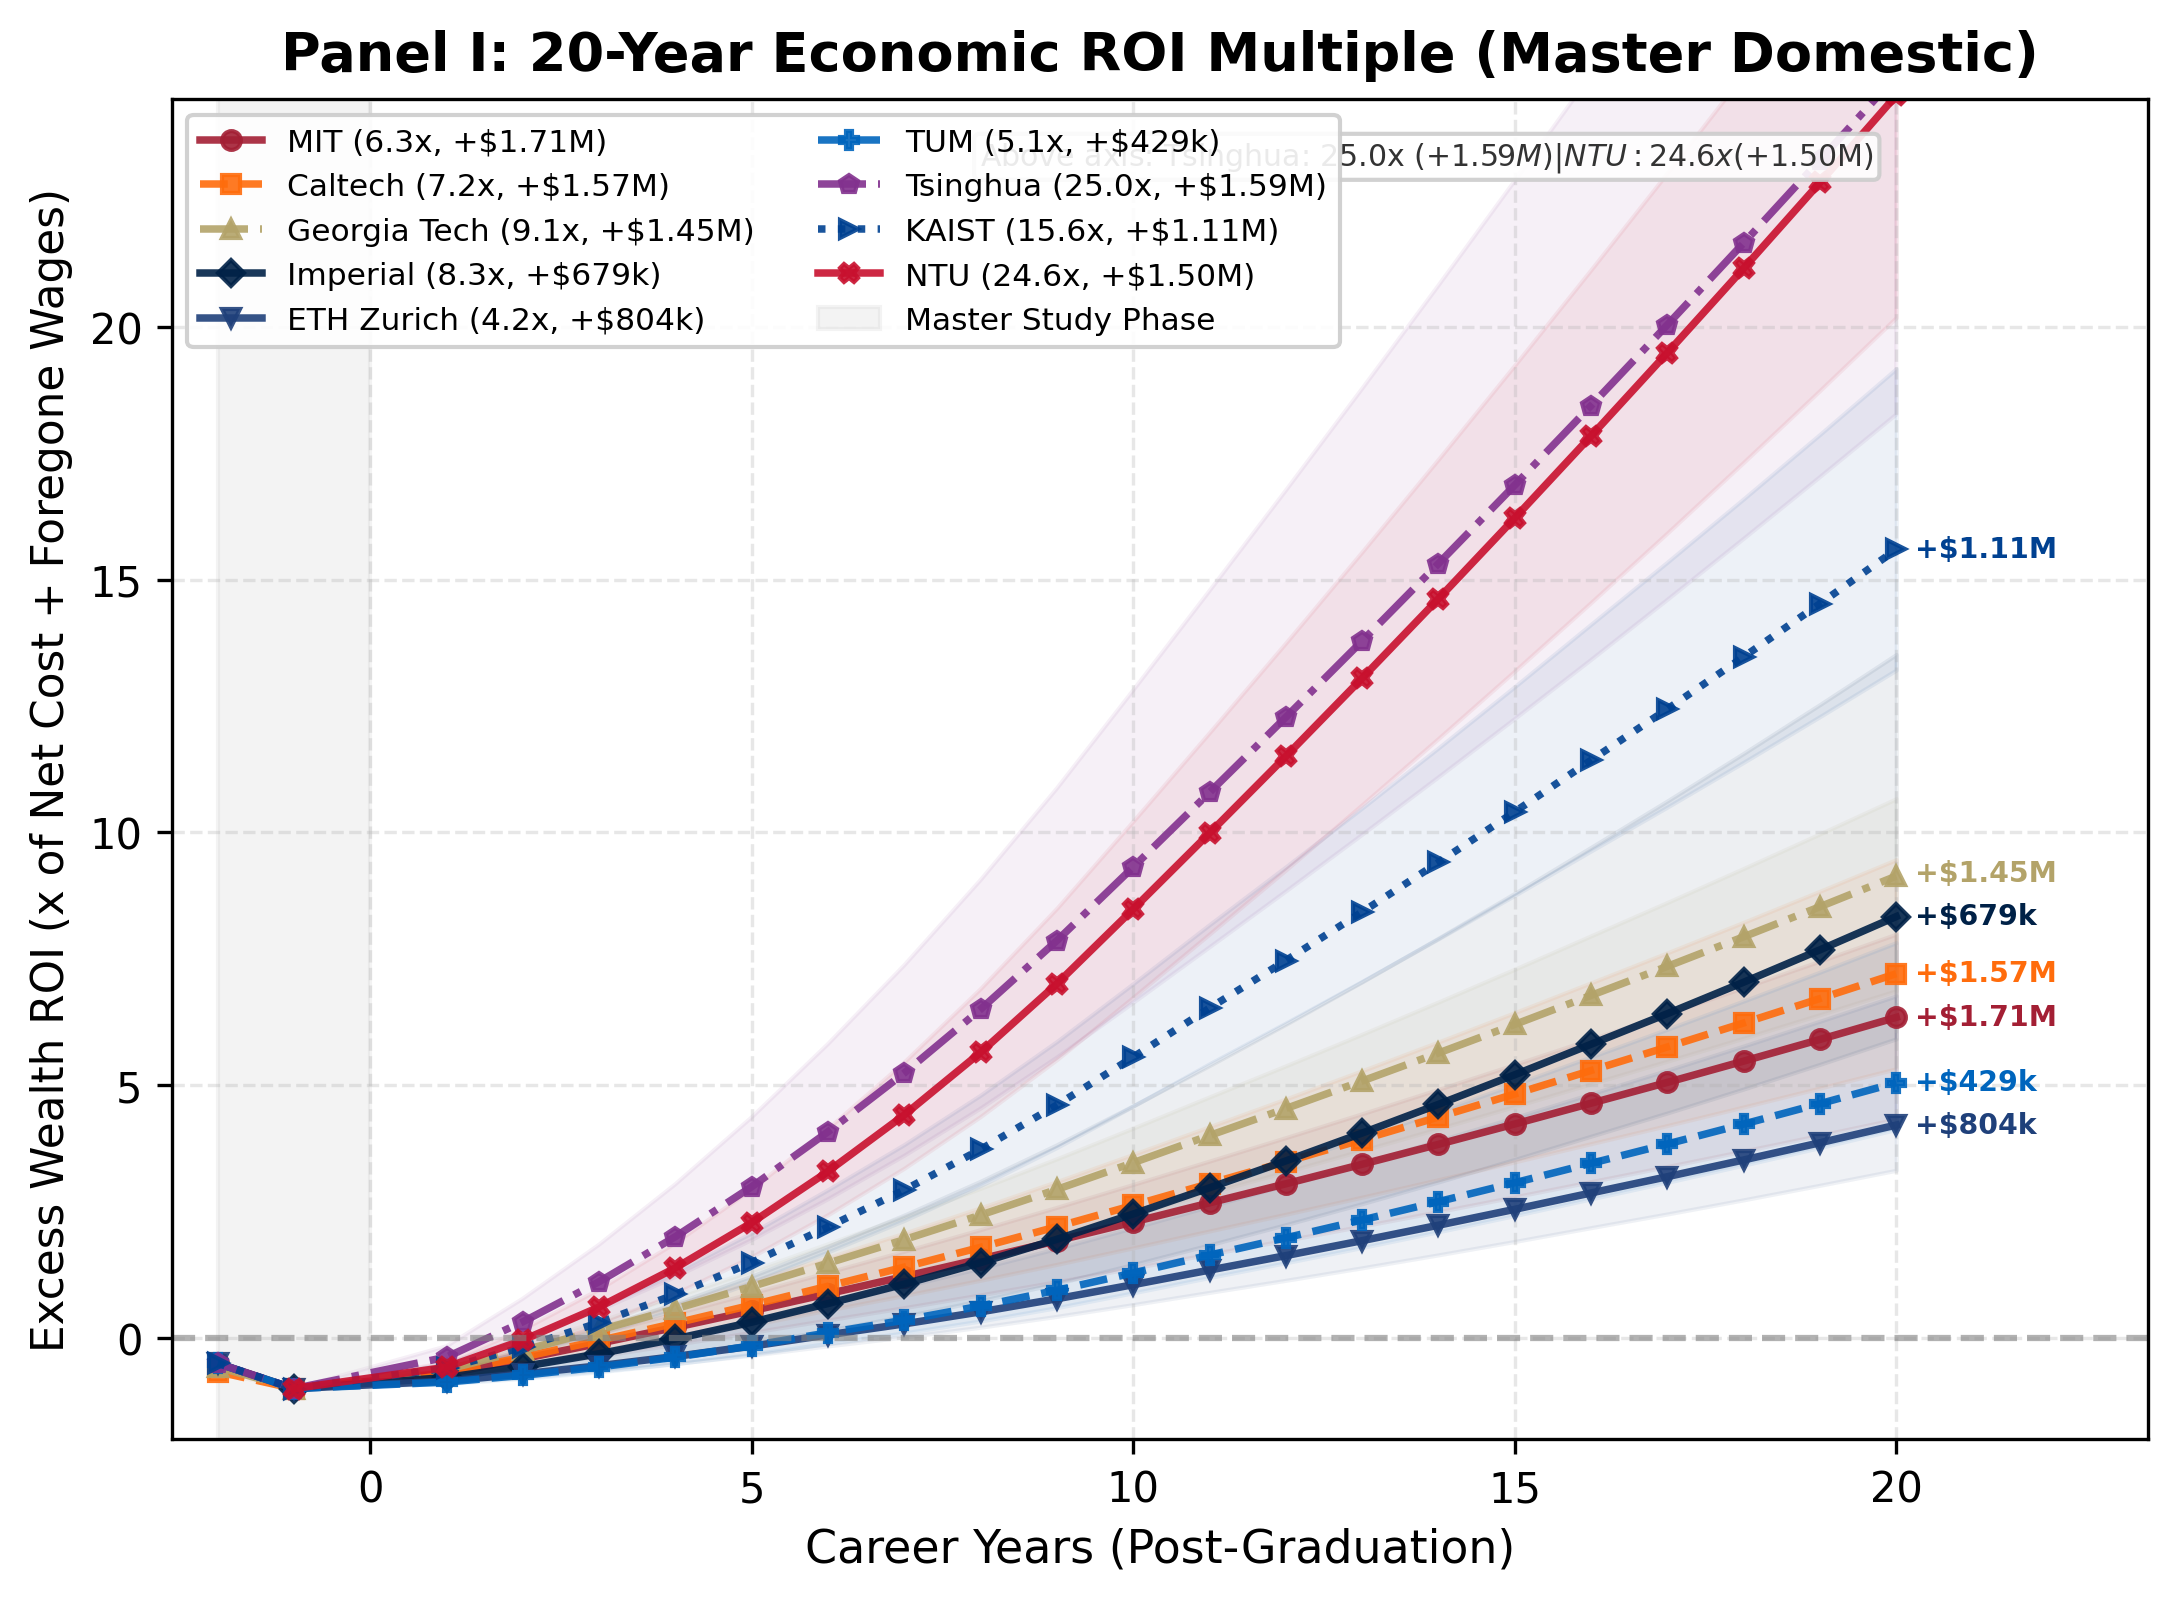 Panel I: 20-Year Economic ROI Multiple (Master Domestic)
Excess Wealth ROI (x of Net Cost + Foregone Wages)
MIT (6.3x, +$1.71M)
Caltech (7.2x, +$1.57M)
Georgia Tech (9.1x, +$1.45M)
Imperial (8.3x, +$679k)
ETH Zurich (4.2x, +$804k)
TUM (5.1x, +$429k)
Tsinghua (25.0x, +$1.59M)
KAIST (15.6x, +$1.11M)
NTU (24.6x, +$1.50M)
Master Study Phase
Above axis: Tsinghua: 25.0x (+1.59M)|NTU:24.6x(+1.50M)
20
15
10
5
0
+$1.11M
+$1.45M
+$679k
+$1.57M
+$1.71M
+$429k
+$804k
0 5 10 15 20
Career Years (Post-Graduation)